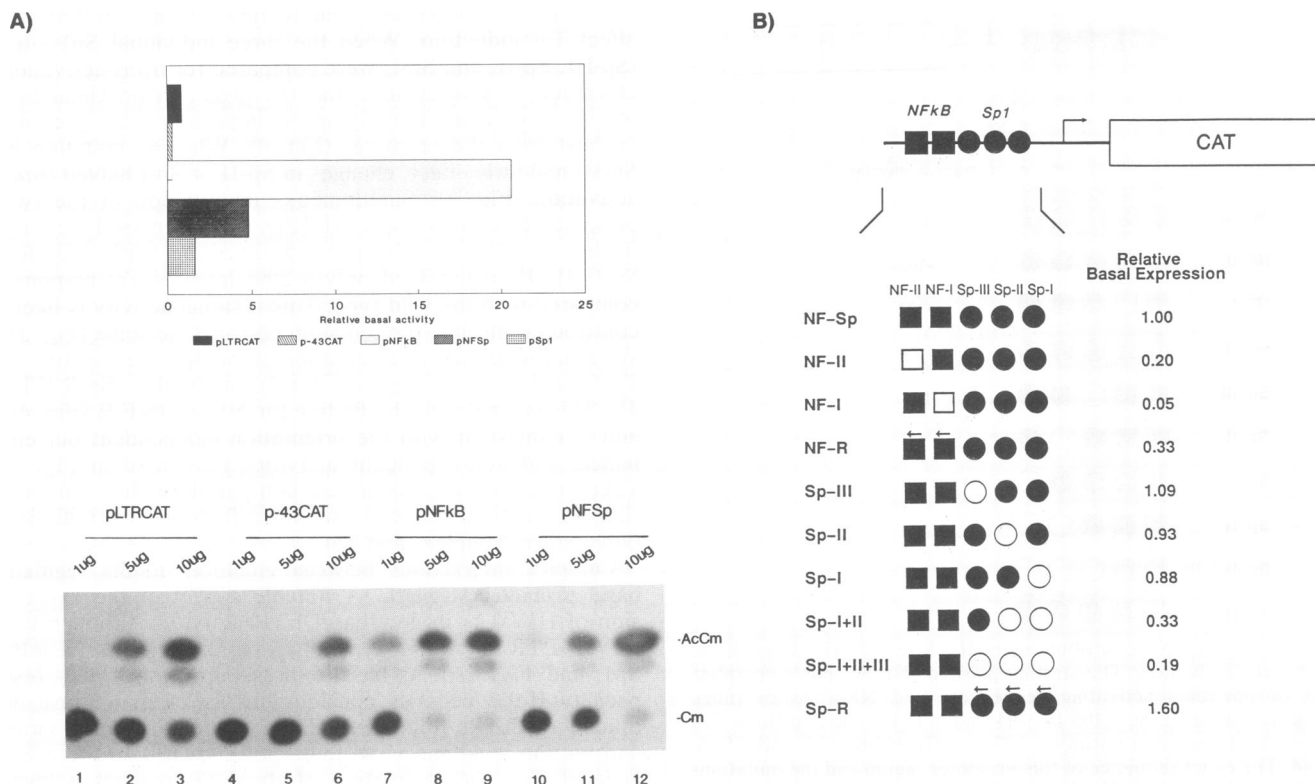 A)
0 5 10 15 20 25
Relative basal activity
pLTRCAT p-43CAT pNFkB pNFSp pSp1
pLTRCAT p-43CAT pNFkB pNFSp
1ug 5ug 10ug 1ug 5ug 10ug 1ug 5ug 10ug 1ug 5ug 10ug
-AcCm
-Cm
1 2 3 4 5 6 7 8 9 10 11 12
B)
NFkB Sp1
CAT
Relative
Basal Expression
NF-II NF-I Sp-III Sp-II Sp-I
NF-Sp 1.00
NF-II 0.20
NF-I 0.05
NF-R 0.33
Sp-III 1.09
Sp-II 0.93
Sp-I 0.88
Sp-I+II 0.33
Sp-I+II+III 0.19
Sp-R 1.60